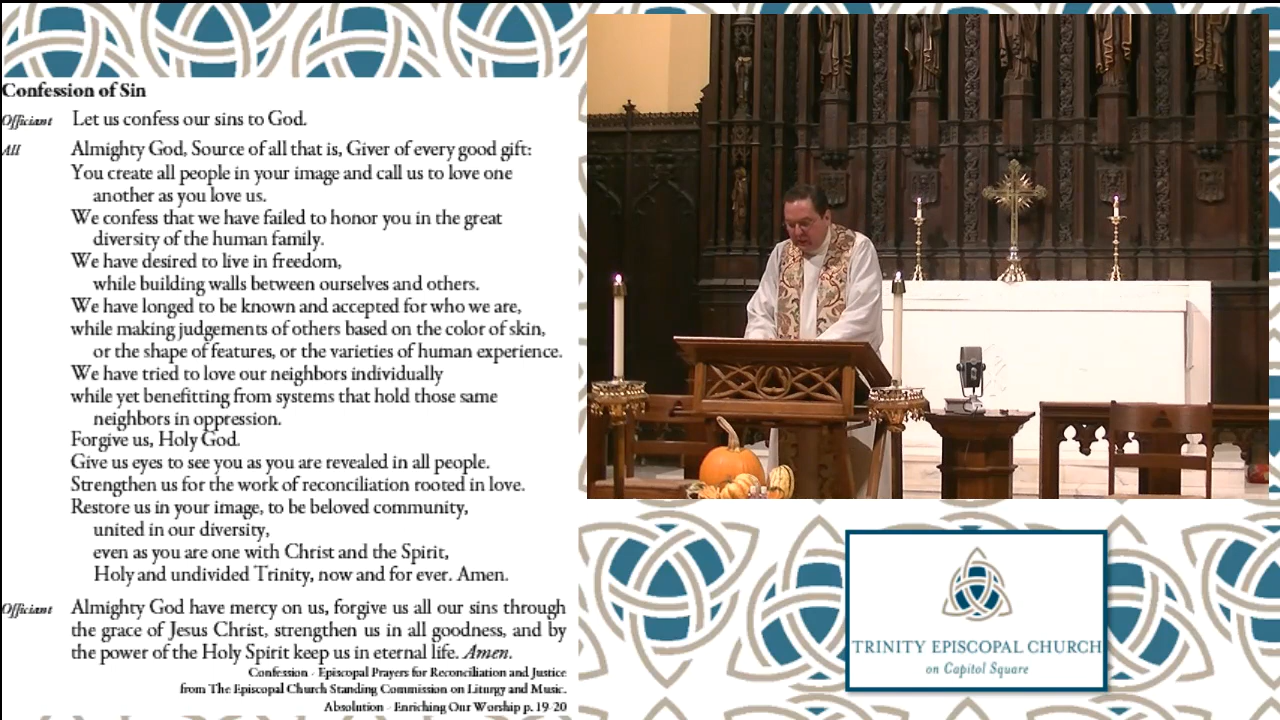 Confession of Sin
Officiant Let us confess our sins to God.
All Almighty God, Source of all that is, Giver of every good gift:
You create all people in your image and call us to love one
another as you love us.
We confess that we have failed to honor you in the great
diversity of the human family.
We have desired to live in freedom,
while building walls between ourselves and others.
We have longed to be known and accepted for who we are,
while making judgements of others based on the color of skin,
or the shape of features, or the varieties of human experience.
We have tried to love our neighbors individually
while yet benefitting from systems that hold those same
neighbors in oppression.
Forgive us, Holy God.
Give us eyes to see you as you are revealed in all people.
Strengthen us for the work of reconciliation rooted in love.
Restore us in your image, to be beloved community,
united in our diversity,
even as you are one with Christ and the Spirit,
Holy and undivided Trinity, now and for ever. Amen.
Officiant Almighty God have mercy on us, forgive us all our sins through
the grace of Jesus Christ, strengthen us in all goodness, and by
the power of the Holy Spirit keep us in eternal life. Amen.
Confession - Episcopal Prayers for Reconciliation and Justice
from The Episcopal Church Standing Commission on Liturgy and Music.
Absolution - Enriching Our Worship p. 19-20
TRINITY EPISCOPAL CHURCH
on Capitol Square